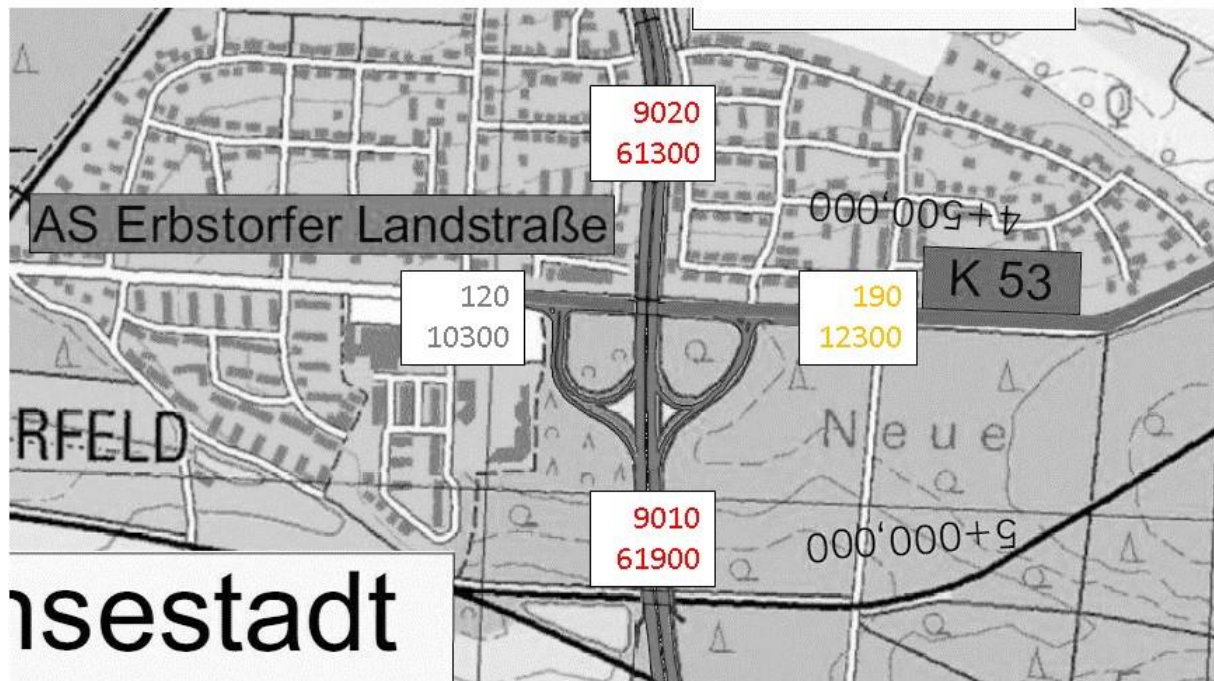 9020
61300
4+500,000
AS Erbstorfer Landstraße
K 53
120
10300
190
12300
RFELD
Neue
9010
61900
5+000,000
nsestadt